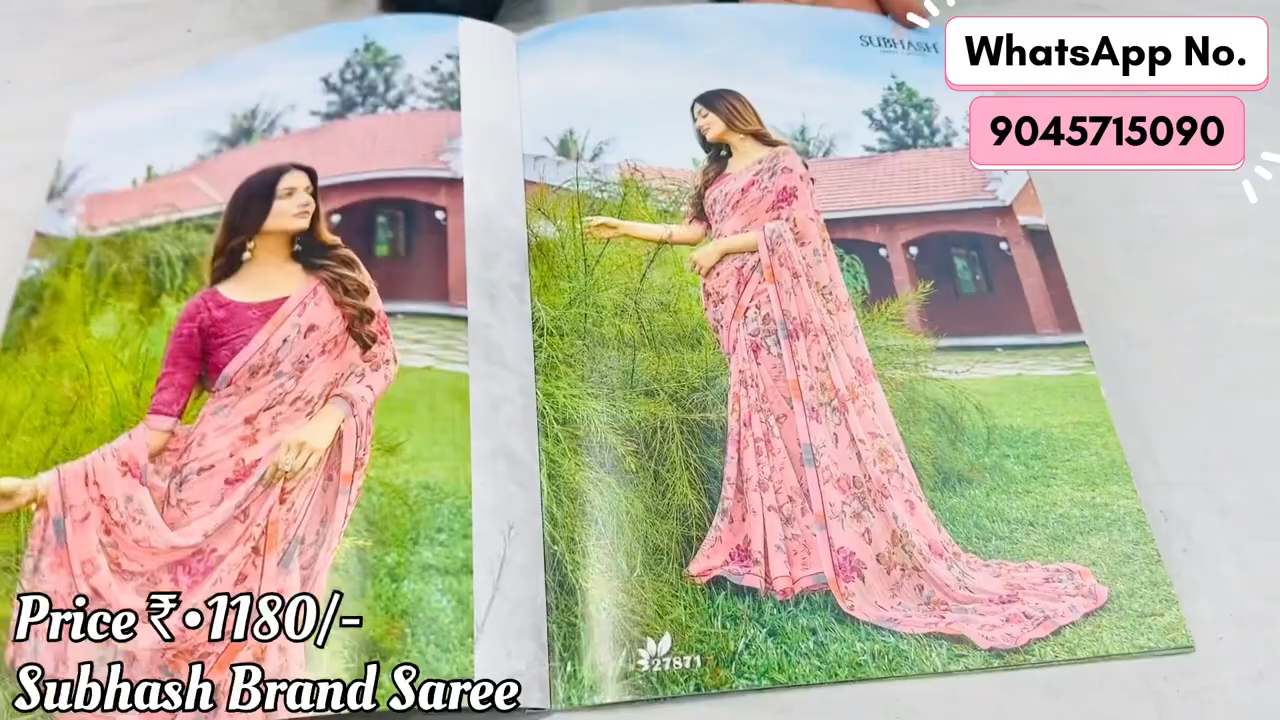 SUBHASH
WhatsApp No.
9045715090
27871
Price ₹•1180/-
Subhash Brand Saree